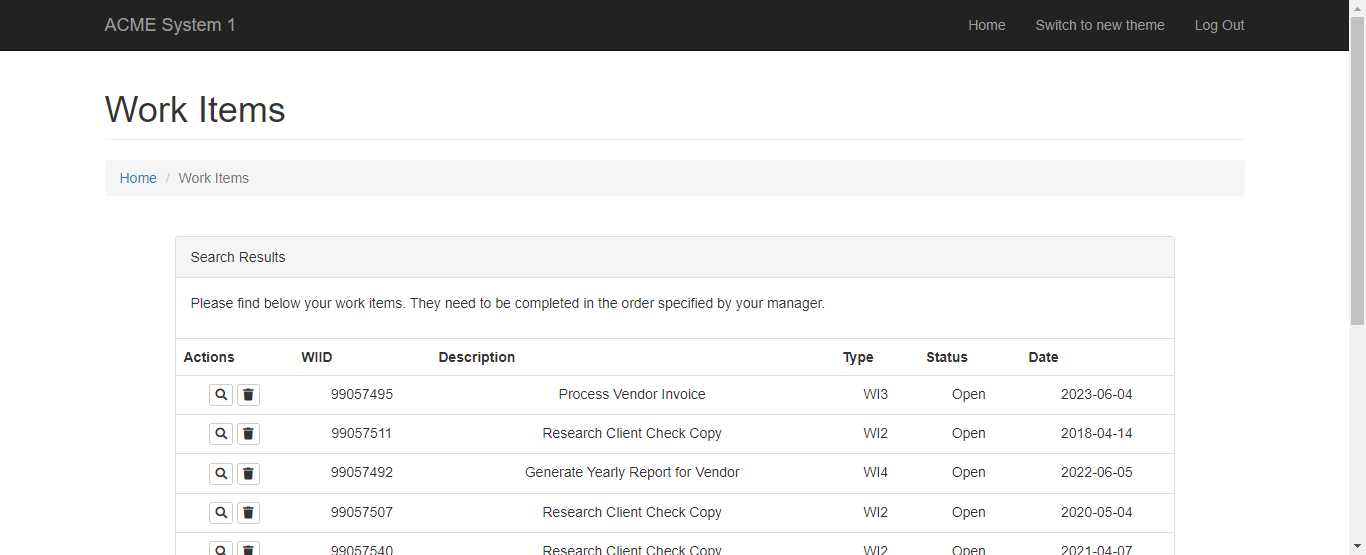 ACME System 1 Home Switch to new theme Log Out
Work Items
Home / Work Items
Search Results
Please find below your work items. They need to be completed in the order specified by your manager.
Actions WIID Description Type Status Date
99057495 Process Vendor Invoice WI3 Open 2023-06-04
99057511 Research Client Check Copy WI2 Open 2018-04-14
99057492 Generate Yearly Report for Vendor WI4 Open 2022-06-05
99057507 Research Client Check Copy WI2 Open 2020-05-04
99057540 Research Client Check Copy WI2 Open 2021-04-07